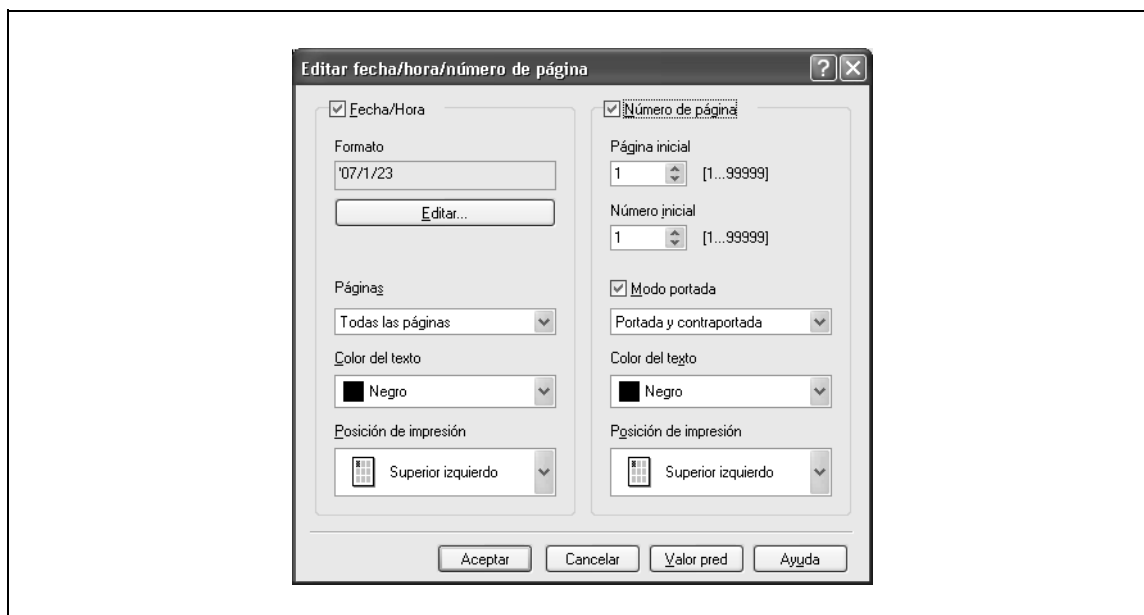 Editar fecha/hora/número de página
Fecha/Hora
Formato
'07/1/23
Editar...
Páginas
Todas las páginas
Color del texto
Negro
Posición de impresión
Superior izquierdo
Número de página
Página inicial
1 [1...99999]
Número inicial
1 [1...99999]
Modo portada
Portada y contraportada
Color del texto
Negro
Posición de impresión
Superior izquierdo
Aceptar Cancelar Valor pred Ayuda